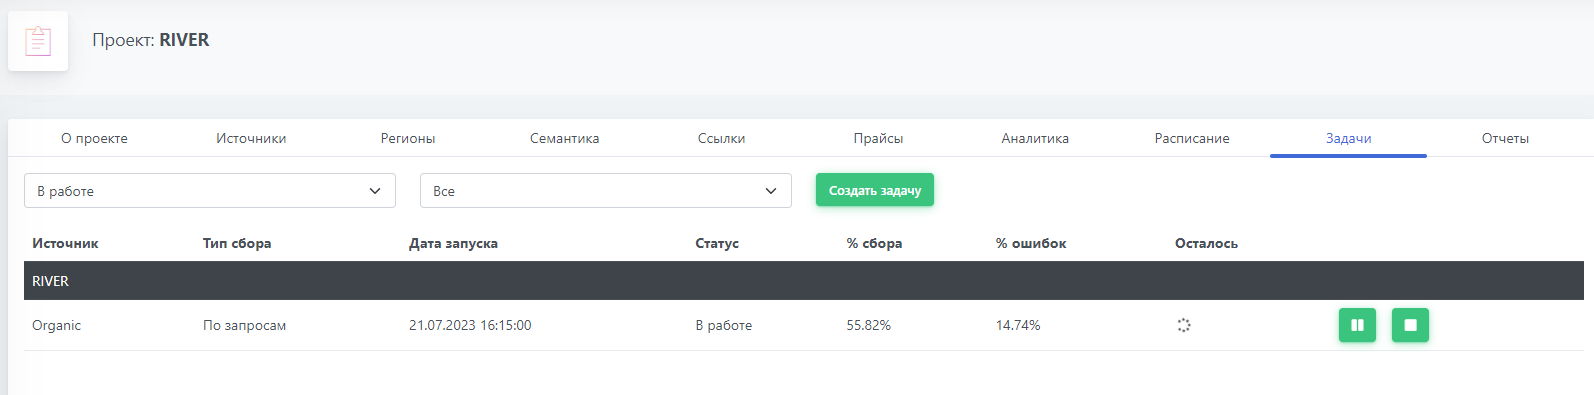 Проект: RIVER
О проекте Источники Регионы Семантика Ссылки Прайсы Аналитика Расписание Задачи Отчеты
В работе Все Создать задачу
Источник Тип сбора Дата запуска Статус % сбора % ошибок Осталось
RIVER
Organic По запросам 21.07.2023 16:15:00 В работе 55.82% 14.74%